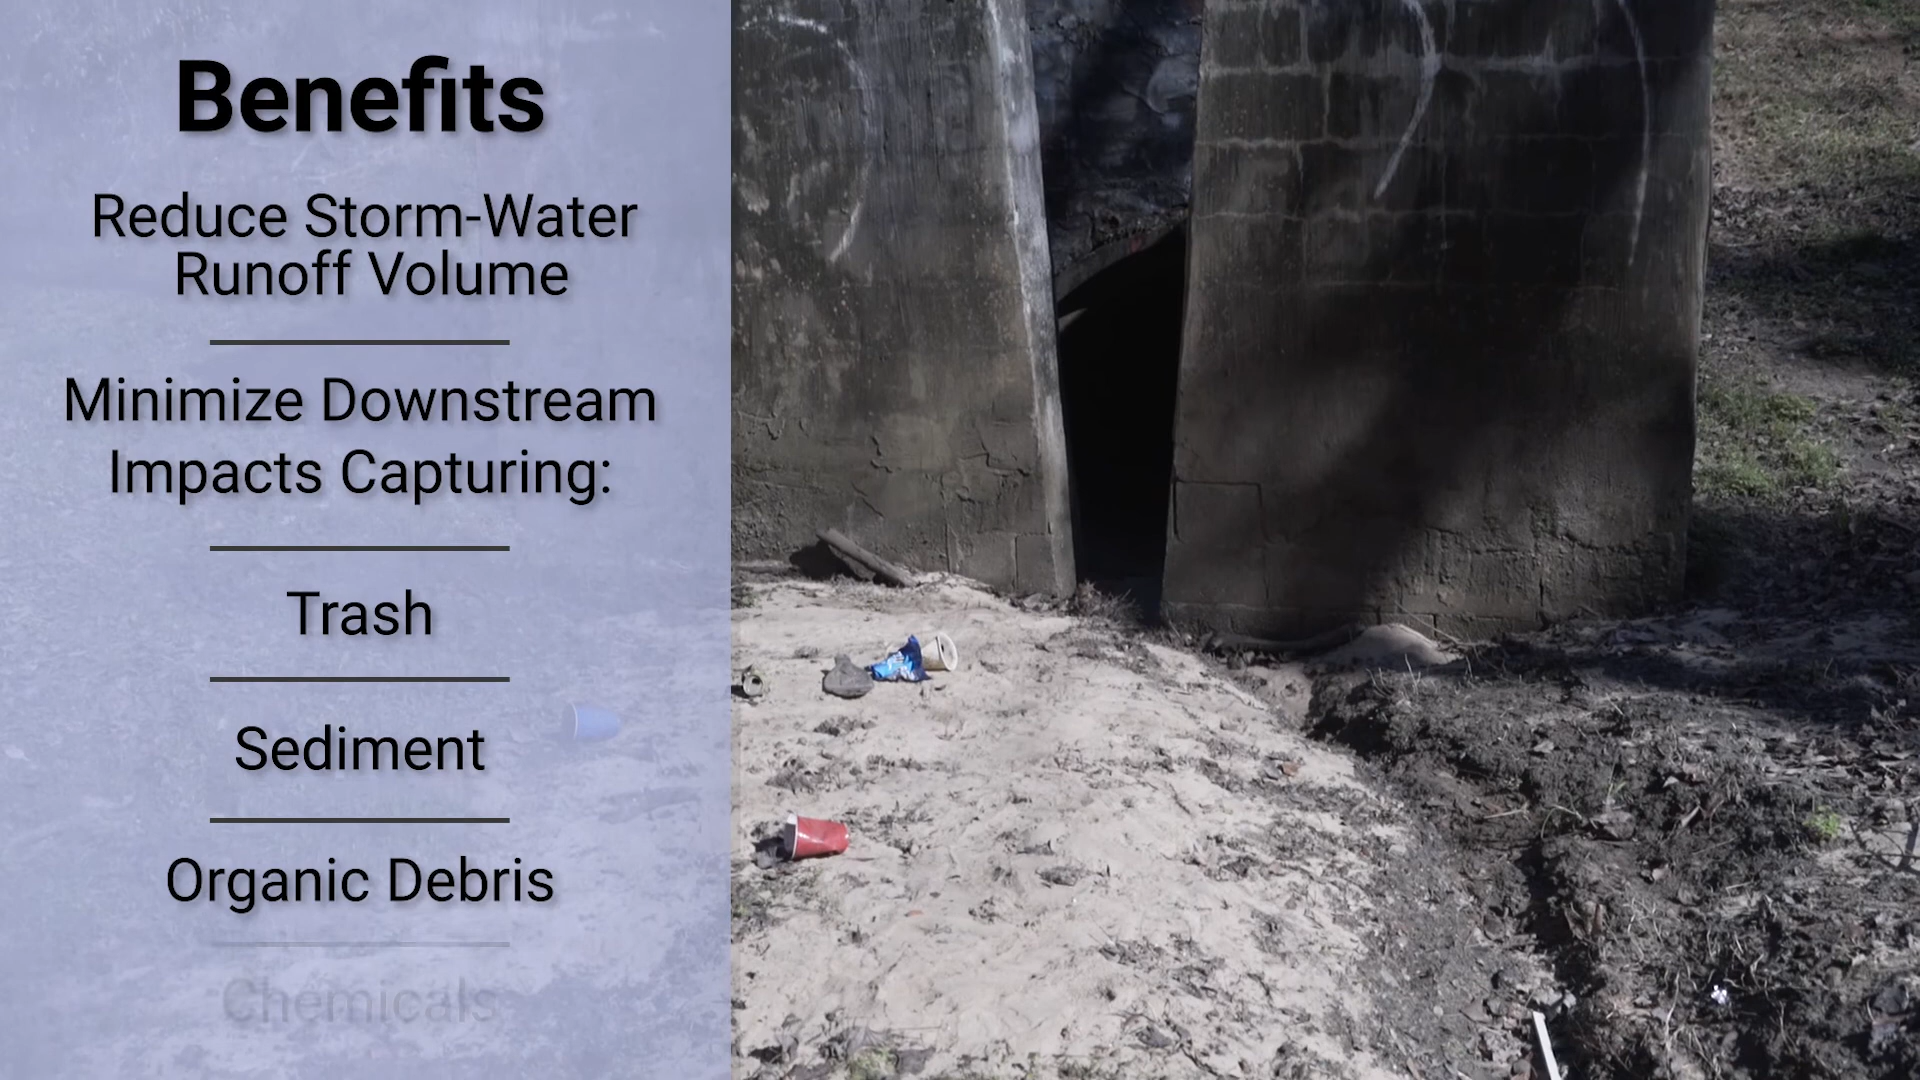 Benefits
Reduce Storm-Water
Runoff Volume
Minimize Downstream
Impacts Capturing:
Trash
Sediment
Organic Debris
Chemicals